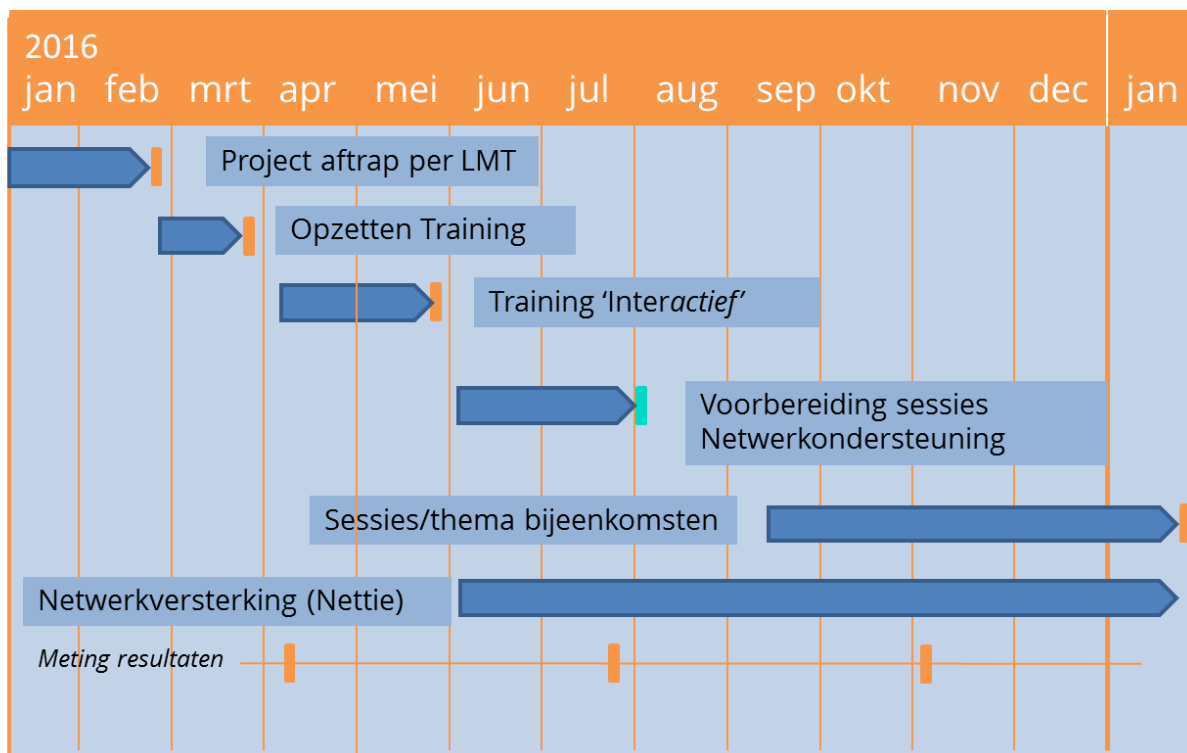 2016
jan feb mrt apr mei jun jul aug sep okt nov dec jan
Project aftrap per LMT
Opzetten Training
Training ‘Interactief’
Voorbereiding sessies
Netwerkondersteuning
Sessies/thema bijeenkomsten
Netwerkversterking (Nettie)
Meting resultaten